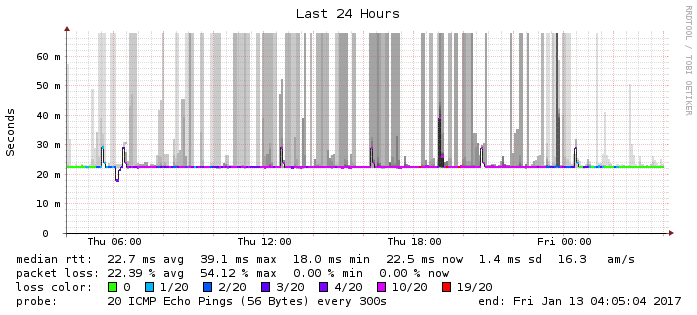 Last 24 Hours
RRDTOOL / TOBI OETIKER
Seconds
60 m
50 m
40 m
30 m
20 m
10 m
0
Thu 06:00 Thu 12:00 Thu 18:00 Fri 00:00
median rtt: 22.7 ms avg 39.1 ms max 18.0 ms min 22.5 ms now 1.4 ms sd 16.3 am/s
packet loss: 22.39 % avg 54.12 % max 0.00 % min 0.00 % now
loss color: 0 1/20 2/20 3/20 4/20 10/20 19/20
probe: 20 ICMP Echo Pings (56 Bytes) every 300s end: Fri Jan 13 04:05:04 2017